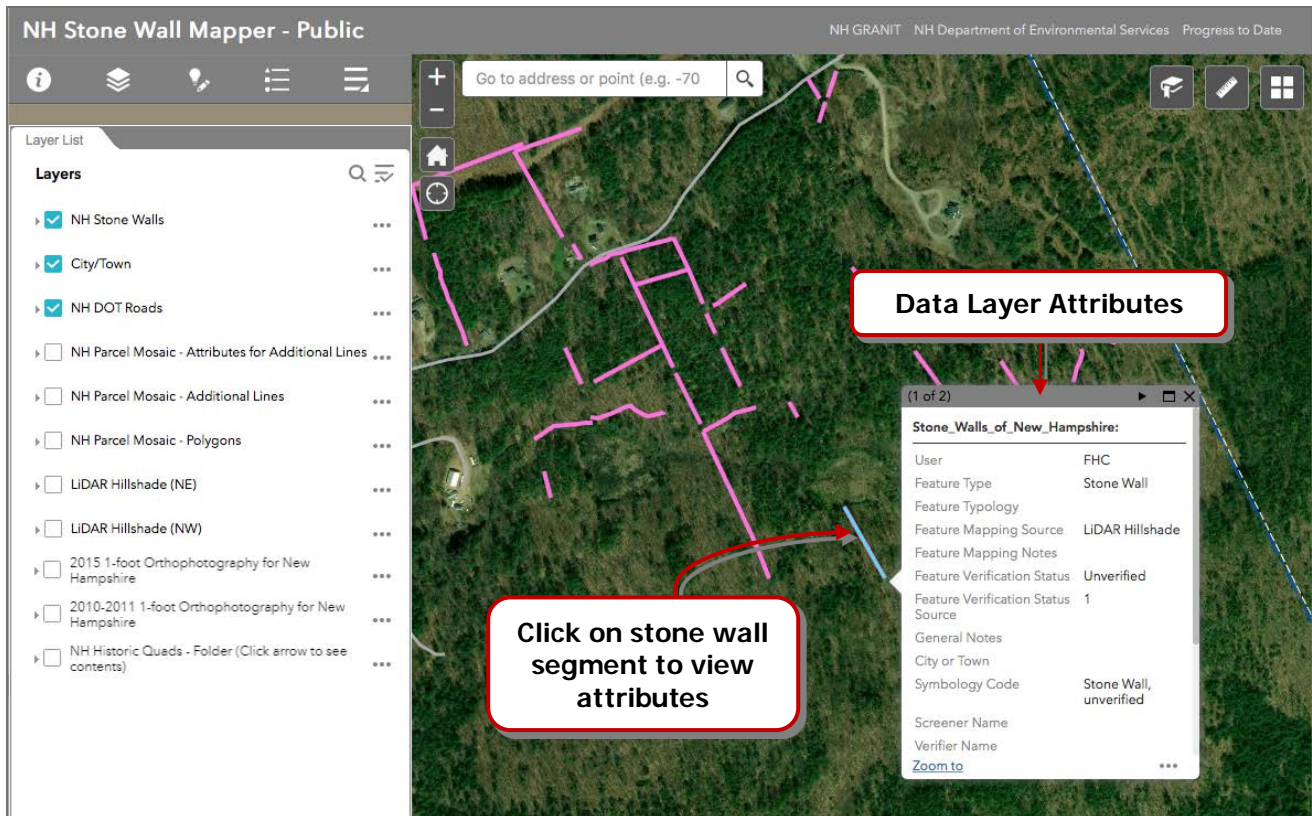 NH Stone Wall Mapper - Public
NH GRANIT NH Department of Environmental Services Progress to Date
Go to address or point (e.g. -70
Layer List
Layers
NH Stone Walls
City/Town
NH DOT Roads
NH Parcel Mosaic - Attributes for Additional Lines
NH Parcel Mosaic - Additional Lines
NH Parcel Mosaic - Polygons
LiDAR Hillshade (NE)
LiDAR Hillshade (NW)
2015 1-foot Orthophotography for New
Hampshire
2010-2011 1-foot Orthophotography for New
Hampshire
NH Historic Quads - Folder (Click arrow to see
contents)
Data Layer Attributes
(1 of 2)
Stone_Walls_of_New_Hampshire:
User FHC
Feature Type Stone Wall
Feature Typology
Feature Mapping Source LiDAR Hillshade
Feature Mapping Notes
Feature Verification Status Unverified
Feature Verification Status 1
Source
General Notes
City or Town
Symbology Code Stone Wall,
unverified
Screener Name
Verifier Name
Zoom to
Click on stone wall
segment to view
attributes